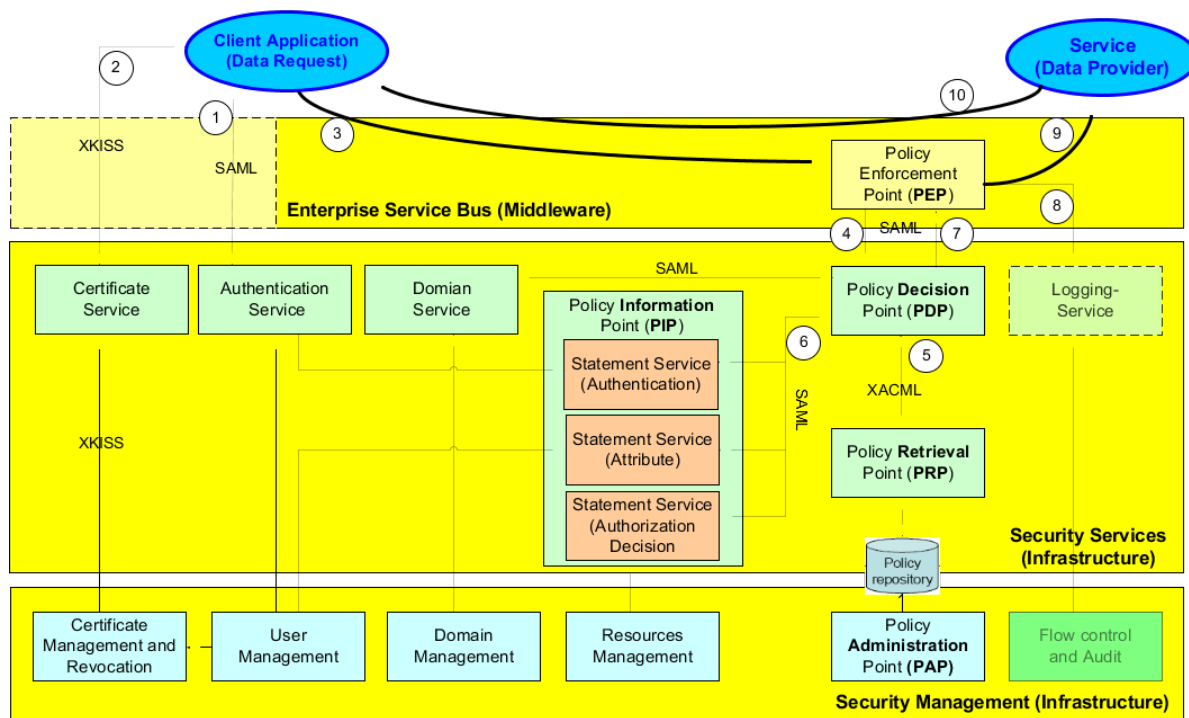 Client Application
(Data Request)
Service
(Data Provider)
2
1
3
10
9
XKISS
SAML
Policy
Enforcement
Point (PEP)
Enterprise Service Bus (Middleware)
8
4
SAML
7
SAML
Certificate
Service
Authentication
Service
Domian
Service
Policy Information
Point (PIP)
Policy Decision
Point (PDP)
Logging-
Service
6
5
Statement Service
(Authentication)
XACML
SAML
XKISS
Statement Service
(Attribute)
Policy Retrieval
Point (PRP)
Statement Service
(Authorization
Decision
Security Services
(Infrastructure)
Policy
repository
Certificate
Management and
Revocation
User
Management
Domain
Management
Resources
Management
Policy
Administration
Point (PAP)
Flow control
and Audit
Security Management (Infrastructure)